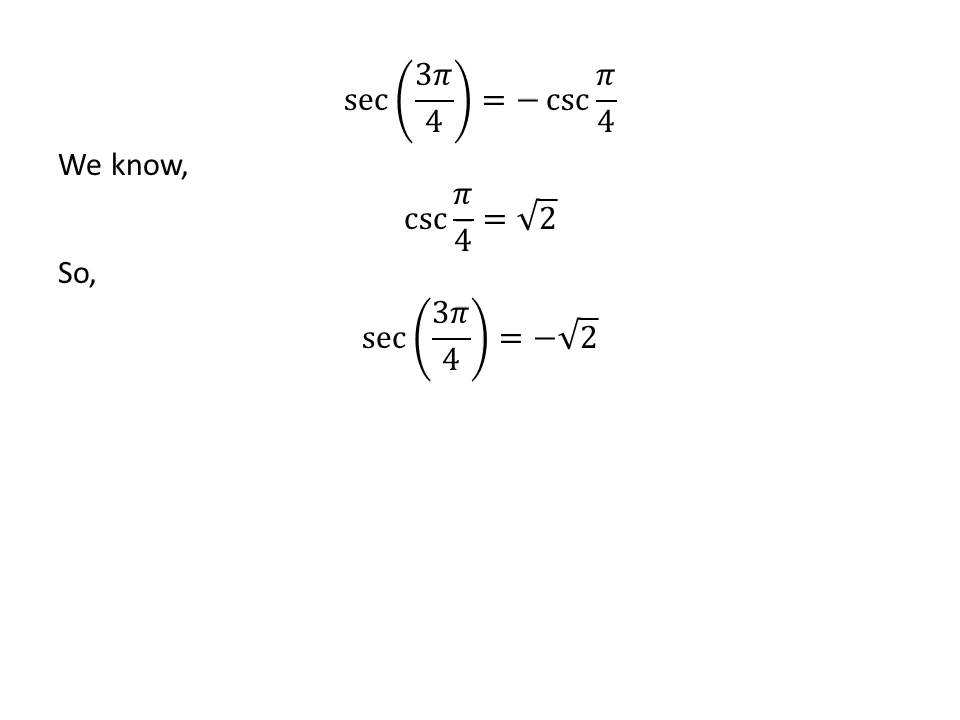 sec(3π/4) = − csc π/4
We know,
csc π/4 = √2
So,
sec(3π/4) = −√2